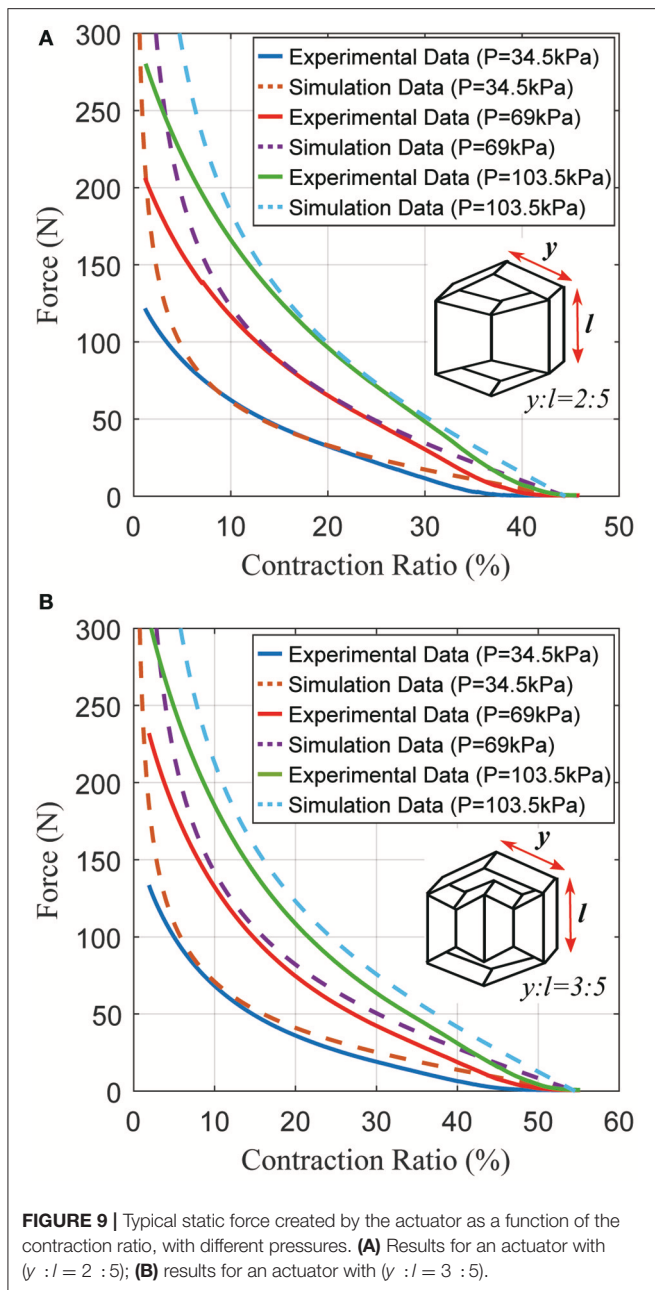 A
300
250
200
150
100
50
0
Force (N)
Experimental Data (P=34.5kPa)
Simulation Data (P=34.5kPa)
Experimental Data (P=69kPa)
Simulation Data (P=69kPa)
Experimental Data (P=103.5kPa)
Simulation Data (P=103.5kPa)
y
l
y:l=2:5
0 10 20 30 40 50
Contraction Ratio (%)
B
300
250
200
150
100
50
0
Force (N)
Experimental Data (P=34.5kPa)
Simulation Data (P=34.5kPa)
Experimental Data (P=69kPa)
Simulation Data (P=69kPa)
Experimental Data (P=103.5kPa)
Simulation Data (P=103.5kPa)
y
l
y:l=3:5
0 10 20 30 40 50 60
Contraction Ratio (%)
FIGURE 9 | Typical static force created by the actuator as a function of the
contraction ratio, with different pressures. (A) Results for an actuator with
(y : l = 2 : 5); (B) results for an actuator with (y : l = 3 : 5).